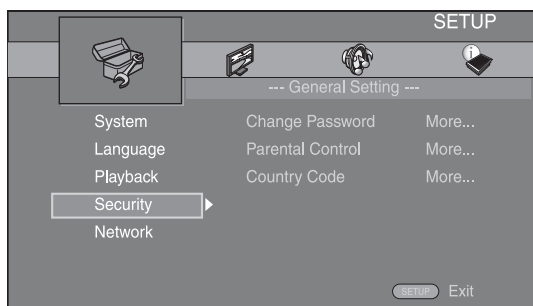 SETUP
--- General Setting ---
System Change Password More...
Language Parental Control More...
Playback Country Code More...
Security
Network
SETUP Exit